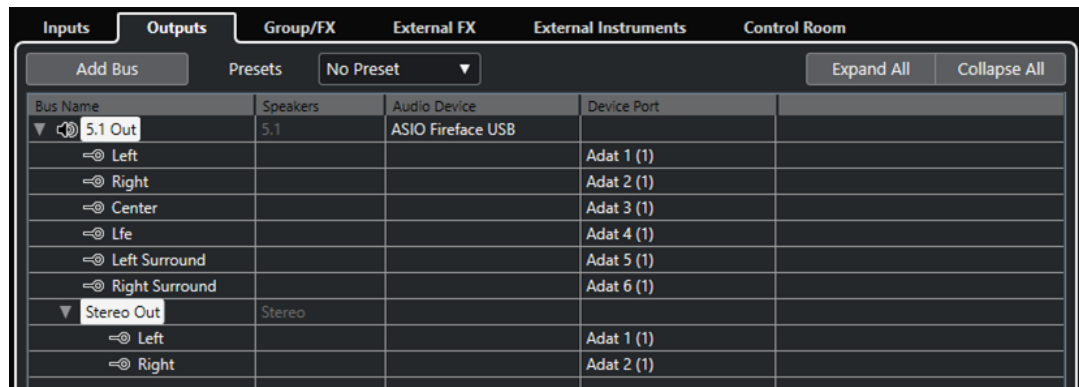 Inputs Outputs Group/FX External FX External Instruments Control Room
Add Bus Presets No Preset Expand All Collapse All
Bus Name Speakers Audio Device Device Port
5.1 Out 5.1 ASIO Fireface USB
Left Adat 1 (1)
Right Adat 2 (1)
Center Adat 3 (1)
Lfe Adat 4 (1)
Left Surround Adat 5 (1)
Right Surround Adat 6 (1)
Stereo Out Stereo
Left Adat 1 (1)
Right Adat 2 (1)